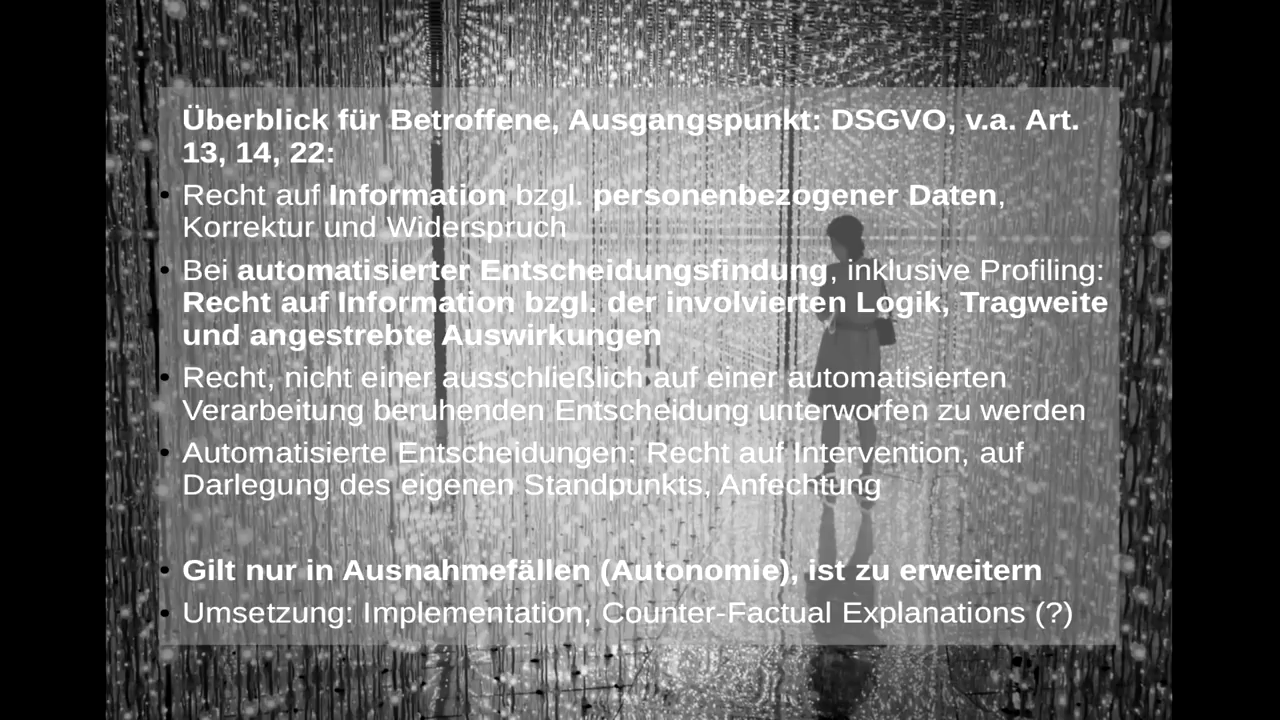 Überblick für Betroffene, Ausgangspunkt: DSGVO, v.a. Art.
13, 14, 22:
• Recht auf Information bzgl. personenbezogener Daten,
Korrektur und Widerspruch
• Bei automatisierter Entscheidungsfindung, inklusive Profiling:
Recht auf Information bzgl. der involvierten Logik, Tragweite
und angestrebte Auswirkungen
• Recht, nicht einer ausschließlich auf einer automatisierten
Verarbeitung beruhenden Entscheidung unterworfen zu werden
• Automatisierte Entscheidungen: Recht auf Intervention, auf
Darlegung des eigenen Standpunkts, Anfechtung
• Gilt nur in Ausnahmefällen (Autonomie), ist zu erweitern
• Umsetzung: Implementation, Counter-Factual Explanations (?)